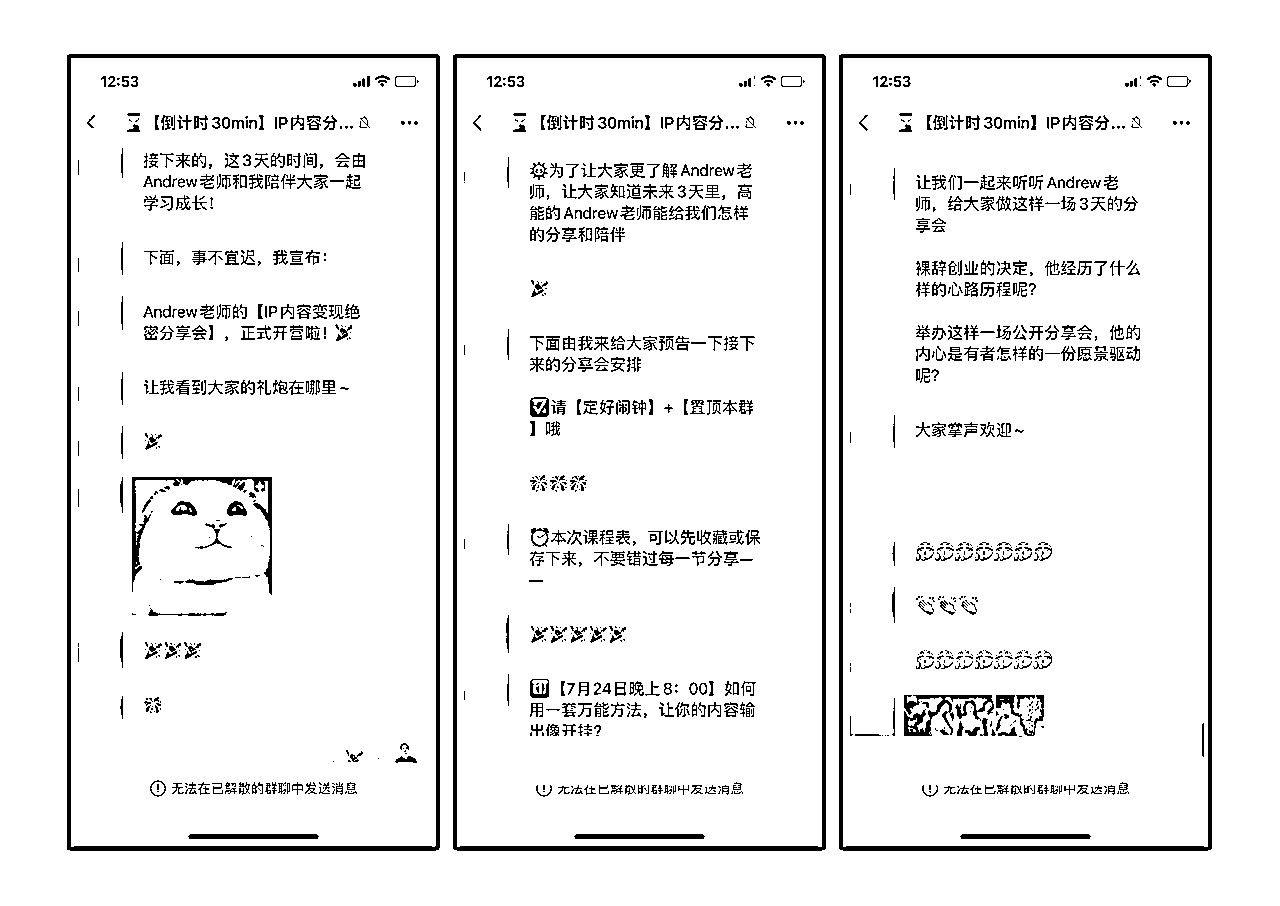 12:53
【倒计时30min】IP内容分...
接下来的，这3天的时间，会由
Andrew老师和我陪伴大家一起
学习成长！
下面，事不宜迟，我宣布：
Andrew老师的【IP内容变现绝
密分享会】，正式开营啦！🎉
让我看到大家的礼炮在哪里~
无法在已解散的群聊中发送消息
12:53
【倒计时30min】IP内容分...
为了让大家更了解Andrew老
师，让大家知道未来3天里，高
能的Andrew老师能给我们怎样
的分享和陪伴
下面由我来给大家预告一下接下
来的分享会安排
请【定好闹钟】+【置顶本群
】哦
⏰本次课程表，可以先收藏或保
存下来，不要错过每一节分享—
—
【7月24日晚上8：00】如何
用一套万能方法，让你的内容输
出像开挂?
无法在已解散的群聊中发送消息
12:53
【倒计时30min】IP内容分...
让我们一起来听听Andrew老
师，给大家做这样一场3天的分
享会
裸辞创业的决定，他经历了什么
样的心路历程呢?
举办这样一场公开分享会，他的
内心是有者怎样的一份愿景驱动
呢?
大家掌声欢迎~
无法在已解散的群聊中发送消息